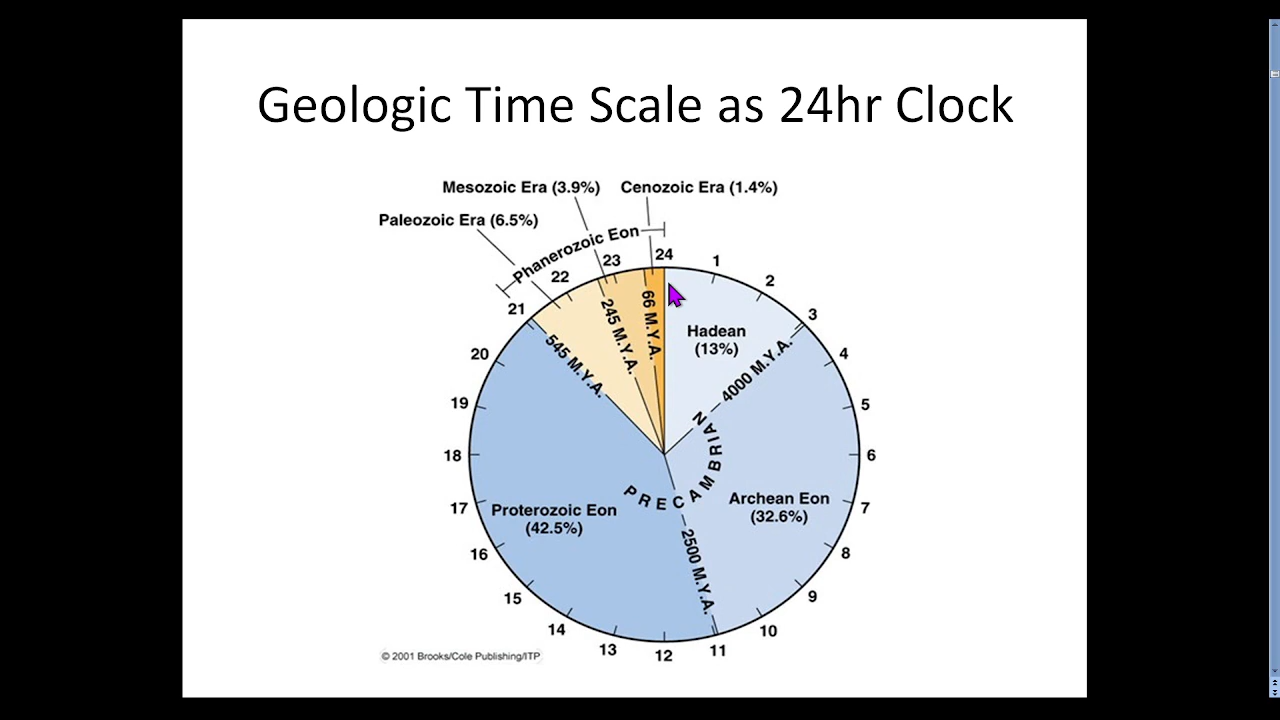 Geologic Time Scale as 24hr Clock
Mesozoic Era (3.9%)
Cenozoic Era (1.4%)
Paleozoic Era (6.5%)
Phanerozoic Eon
24
1
2
3
4
5
6
7
8
9
10
11
12
13
14
15
16
17
18
19
20
21
22
23
545 M.Y.A.
245 M.Y.A.
66 M.Y.A.
Hadean
(13%)
4000 M.Y.A.
PRECAMBRIAN
Archean Eon
(32.6%)
Proterozoic Eon
(42.5%)
2500 M.Y.A.
© 2001 Brooks/Cole Publishing/ITP